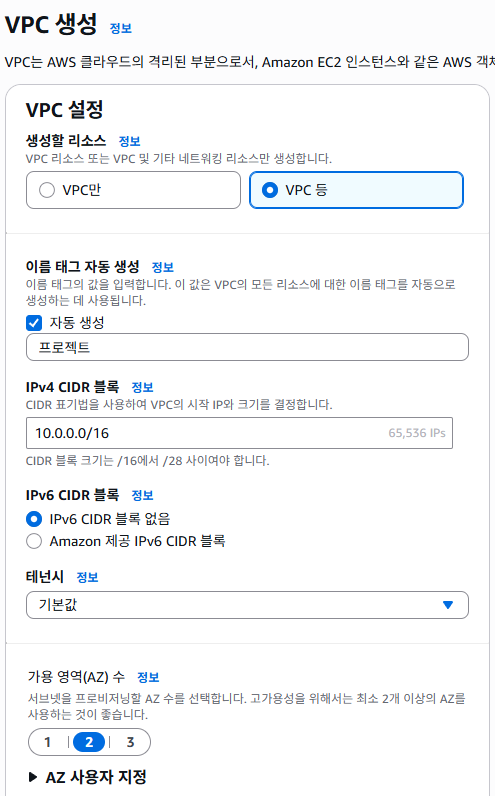 VPC 생성 정보
VPC는 AWS 클라우드의 격리된 부분으로서, Amazon EC2 인스턴스와 같은 AWS 객체
VPC 설정
생성할 리소스 정보
VPC 리소스 또는 VPC 및 기타 네트워킹 리소스만 생성합니다.
VPC만 VPC 등
이름 태그 자동 생성 정보
이름 태그의 값을 입력합니다. 이 값은 VPC의 모든 리소스에 대한 이름 태그를 자동으로
생성하는 데 사용됩니다.
자동 생성
프로젝트
IPv4 CIDR 블록 정보
CIDR 표기법을 사용하여 VPC의 시작 IP와 크기를 결정합니다.
10.0.0.0/16 65,536 IPs
CIDR 블록 크기는 /16에서 /28 사이여야 합니다.
IPv6 CIDR 블록 정보
IPv6 CIDR 블록 없음
Amazon 제공 IPv6 CIDR 블록
테넌시 정보
기본값
가용 영역(AZ) 수 정보
서브넷을 프로비저닝할 AZ 수를 선택합니다. 고가용성을 위해서는 최소 2개 이상의 AZ를
사용하는 것이 좋습니다.
1 2 3
AZ 사용자 지정